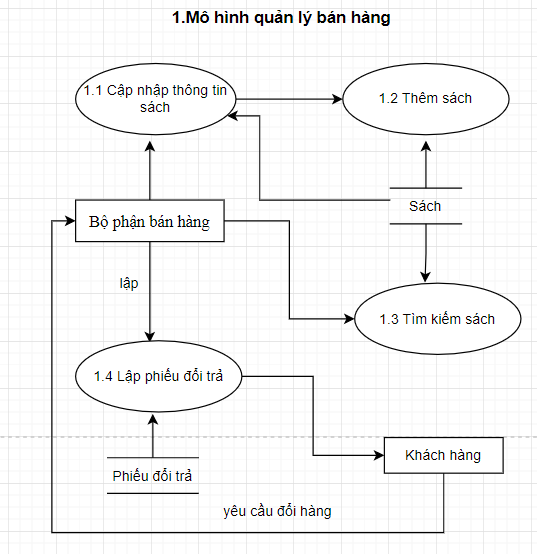 1.Mô hình quản lý bán hàng
1.1 Cập nhập thông tin
sách
1.2 Thêm sách
Sách
Bộ phận bán hàng
lập
1.3 Tìm kiếm sách
1.4 Lập phiếu đổi trả
Khách hàng
Phiếu đổi trả
yêu cầu đổi hàng